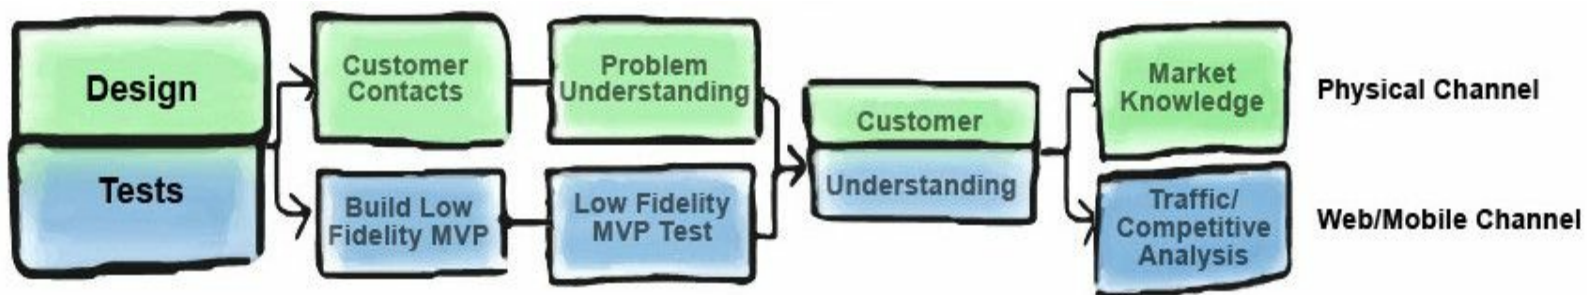 Design
Tests
Customer
Contacts
Problem
Understanding
Build Low
Fidelity MVP
Low Fidelity
MVP Test
Customer
Understanding
Market
Knowledge
Physical Channel
Traffic/
Competitive
Analysis
Web/Mobile Channel